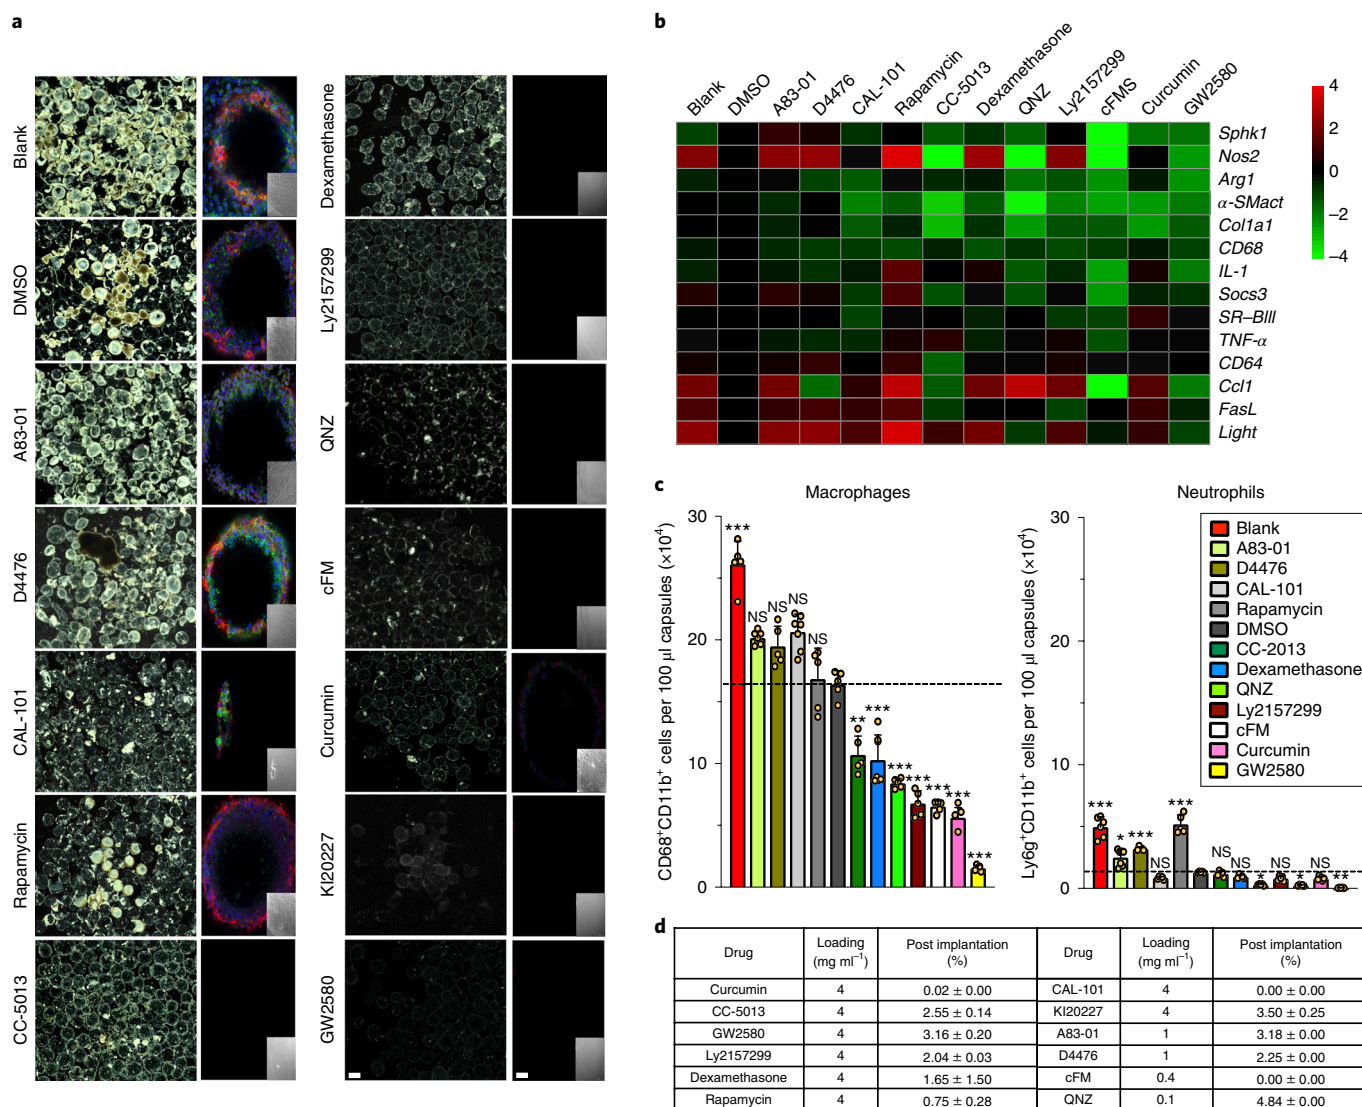 a
Blank
DMSO
A83-01
D4476
CAL-101
Rapamycin
CC-5013
Dexamethasone
Ly2157299
QNZ
cFM
Curcumin
KI20227
GW2580
b
Blank
DMSO
A83-01
D4476
CAL-101
Rapamycin
CC-5013
Dexamethasone
QNZ
Ly2157299
cFMS
Curcumin
GW2580
4
2
0
−2
−4
Sphk1
Nos2
Arg1
α-SMact
Col1a1
CD68
IL-1
Socs3
SR–BIII
TNF-α
CD64
Ccl1
FasL
Light
c
Macrophages
CD68⁺CD11b⁺ cells per 100 µl capsules (×10⁴)
30
20
10
0
***
NS
NS
NS
NS
**
***
***
***
***
***
***
Neutrophils
Ly6g⁺CD11b⁺ cells per 100 µl capsules (×10⁴)
30
20
10
0
***
*
***
NS
***
NS
NS
*
NS
*
NS
**
Blank
A83-01
D4476
CAL-101
Rapamycin
DMSO
CC-2013
Dexamethasone
QNZ
Ly2157299
cFM
Curcumin
GW2580
d
Drug Loading (mg ml⁻¹) Post implantation (%) Drug Loading (mg ml⁻¹) Post implantation (%)
Curcumin 4 0.02 ± 0.00 CAL-101 4 0.00 ± 0.00
CC-5013 4 2.55 ± 0.14 KI20227 4 3.50 ± 0.25
GW2580 4 3.16 ± 0.20 A83-01 1 3.18 ± 0.00
Ly2157299 4 2.04 ± 0.03 D4476 1 2.25 ± 0.00
Dexamethasone 4 1.65 ± 1.50 cFM 0.4 0.00 ± 0.00
Rapamycin 4 0.75 ± 0.28 QNZ 0.1 4.84 ± 0.00